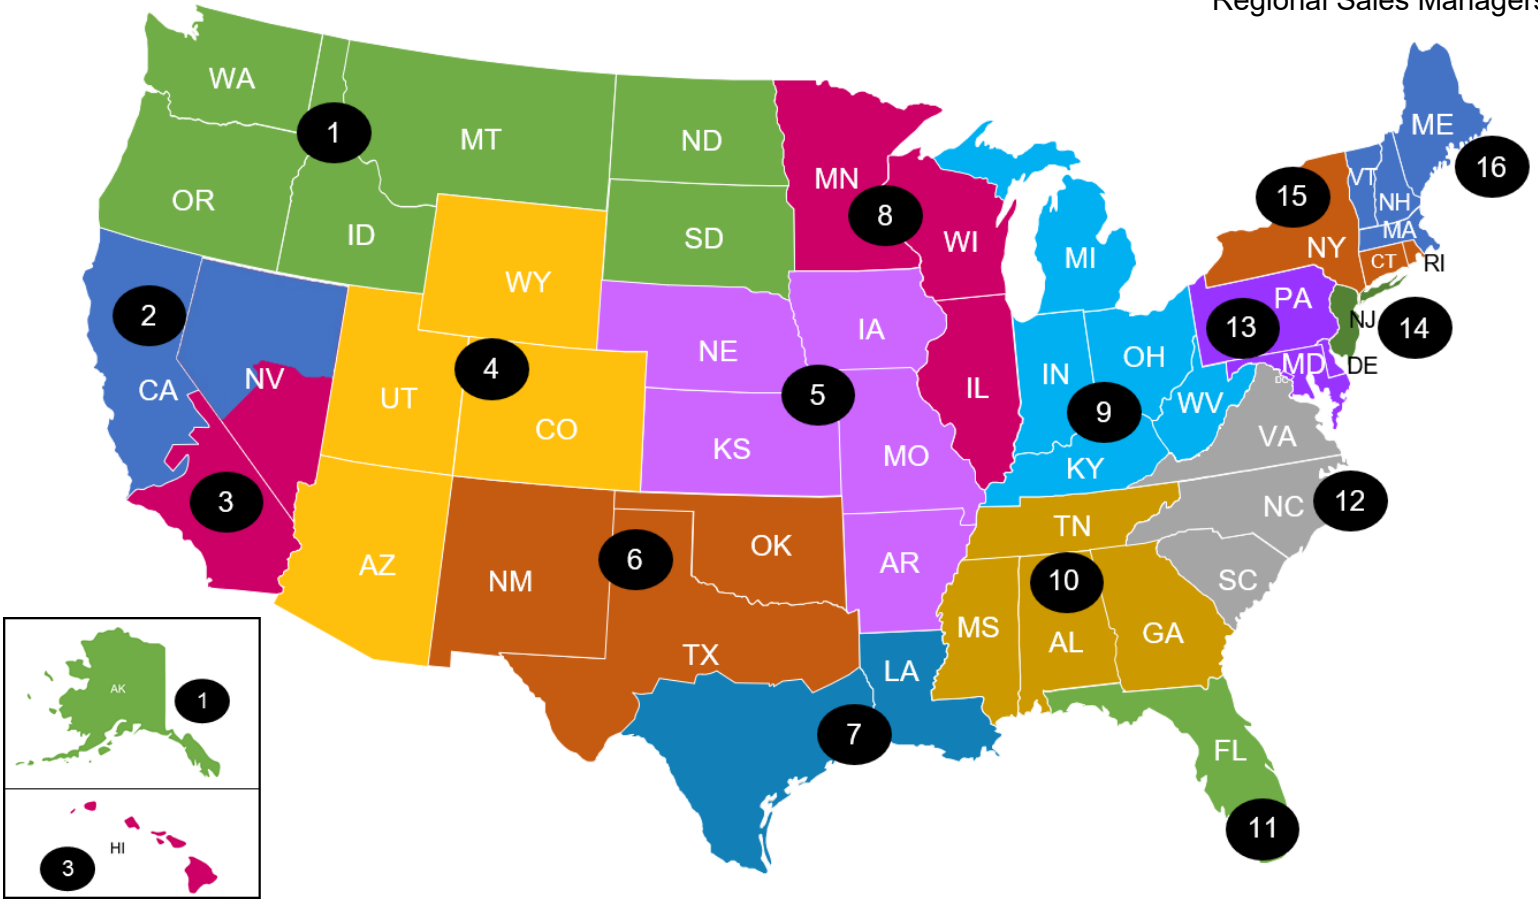 Regional Sales Managers
WA
1
MT
ND
MN
ME
16
OR
ID
SD
8
WI
MI
15
VT
NH
MA
NY
CT
RI
WY
2
CA
NV
UT
4
CO
NE
IA
5
KS
MO
IL
IN
OH
9
WV
KY
PA
13
NJ
14
MD
DE
DC
VA
NC
12
3
AZ
NM
6
OK
AR
TN
10
SC
MS
AL
GA
TX
LA
7
FL
11
AK
1
HI
3